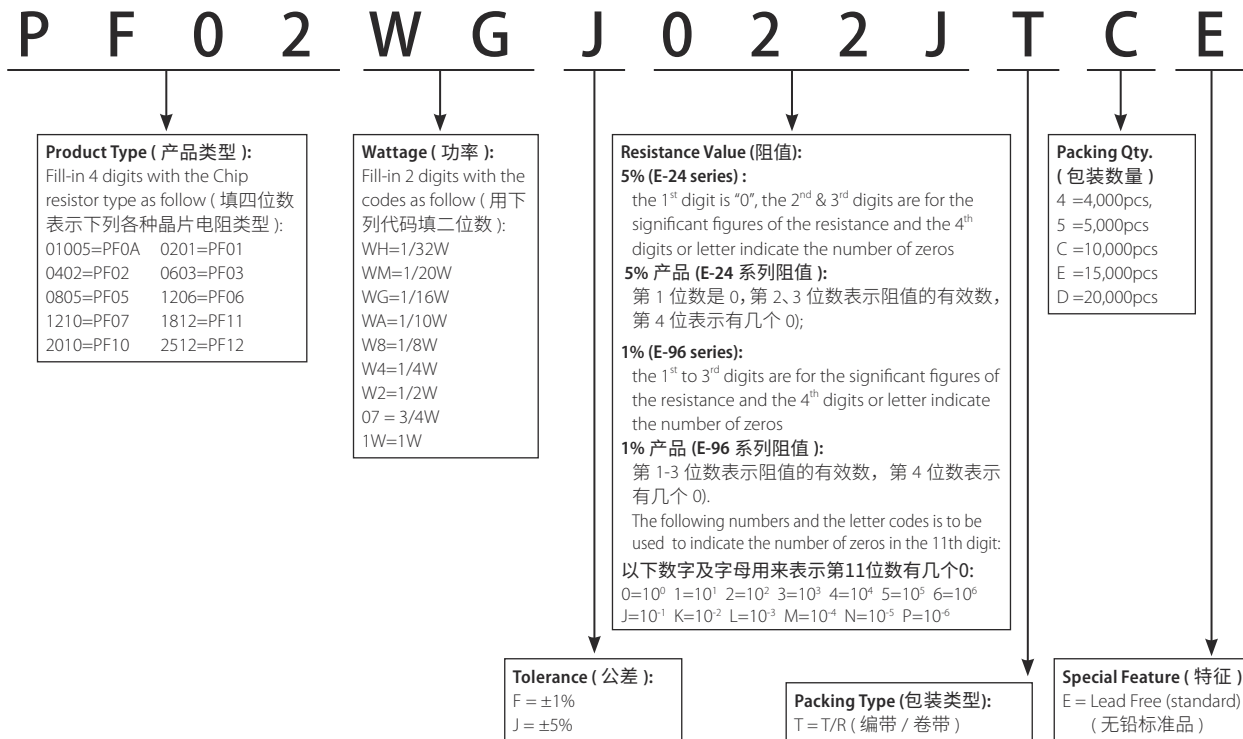 P F 0 2 W G J 0 2 2 J T C E
Product Type ( 产品类型 ):
Fill-in 4 digits with the Chip
resistor type as follow ( 填四位数
表示下列各种晶片电阻类型 ):
01005=PF0A 0201=PF01
0402=PF02 0603=PF03
0805=PF05 1206=PF06
1210=PF07 1812=PF11
2010=PF10 2512=PF12
Wattage ( 功率 ):
Fill-in 2 digits with the
codes as follow ( 用下
列代码填二位数 ):
WH=1/32W
WM=1/20W
WG=1/16W
WA=1/10W
W8=1/8W
W4=1/4W
W2=1/2W
07 = 3/4W
1W=1W
Resistance Value (阻值):
5% (E-24 series) :
the 1st digit is “0”, the 2nd & 3rd digits are for the
significant figures of the resistance and the 4th
digits or letter indicate the number of zeros
5% 产品 (E-24 系列阻值 ):
第 1 位数是 0, 第 2、3 位数表示阻值的有效数,
第 4 位表示有几个 0);
1% (E-96 series):
the 1st to 3rd digits are for the significant figures of
the resistance and the 4th digits or letter indicate
the number of zeros
1% 产品 (E-96 系列阻值 ):
第 1-3 位数表示阻值的有效数，第 4 位数表示
有几个 0).
The following numbers and the letter codes is to be
used to indicate the number of zeros in the 11th digit:
以下数字及字母用来表示第11位数有几个0:
0=10⁰ 1=10¹ 2=10² 3=10³ 4=10⁴ 5=10⁵ 6=10⁶
J=10⁻¹ K=10⁻² L=10⁻³ M=10⁻⁴ N=10⁻⁵ P=10⁻⁶
Packing Qty.
( 包装数量 )
4 =4,000pcs,
5 =5,000pcs
C =10,000pcs
E =15,000pcs
D =20,000pcs
Tolerance ( 公差 ):
F = ±1%
J = ±5%
Packing Type (包装类型):
T = T/R ( 编带 / 卷带 )
Special Feature ( 特征 )
E = Lead Free (standard)
( 无铅标准品 )